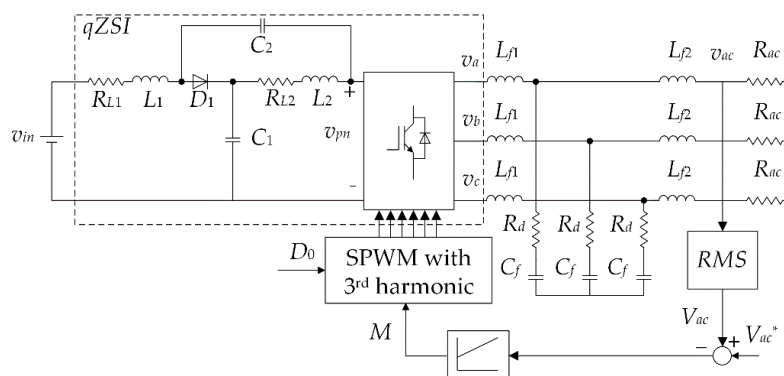 qZSI
C2
va
Lf1
Lf2
vac
Rac
RL1
L1
D1
RL2
L2
+
vin
C1
vpn
vb
Lf1
Lf2
Rac
-
vc
Lf1
Lf2
Rac
Rd
Rd
Rd
D0
SPWM with
3rd harmonic
Cf
Cf
Cf
RMS
M
Vac
-
+
Vac*